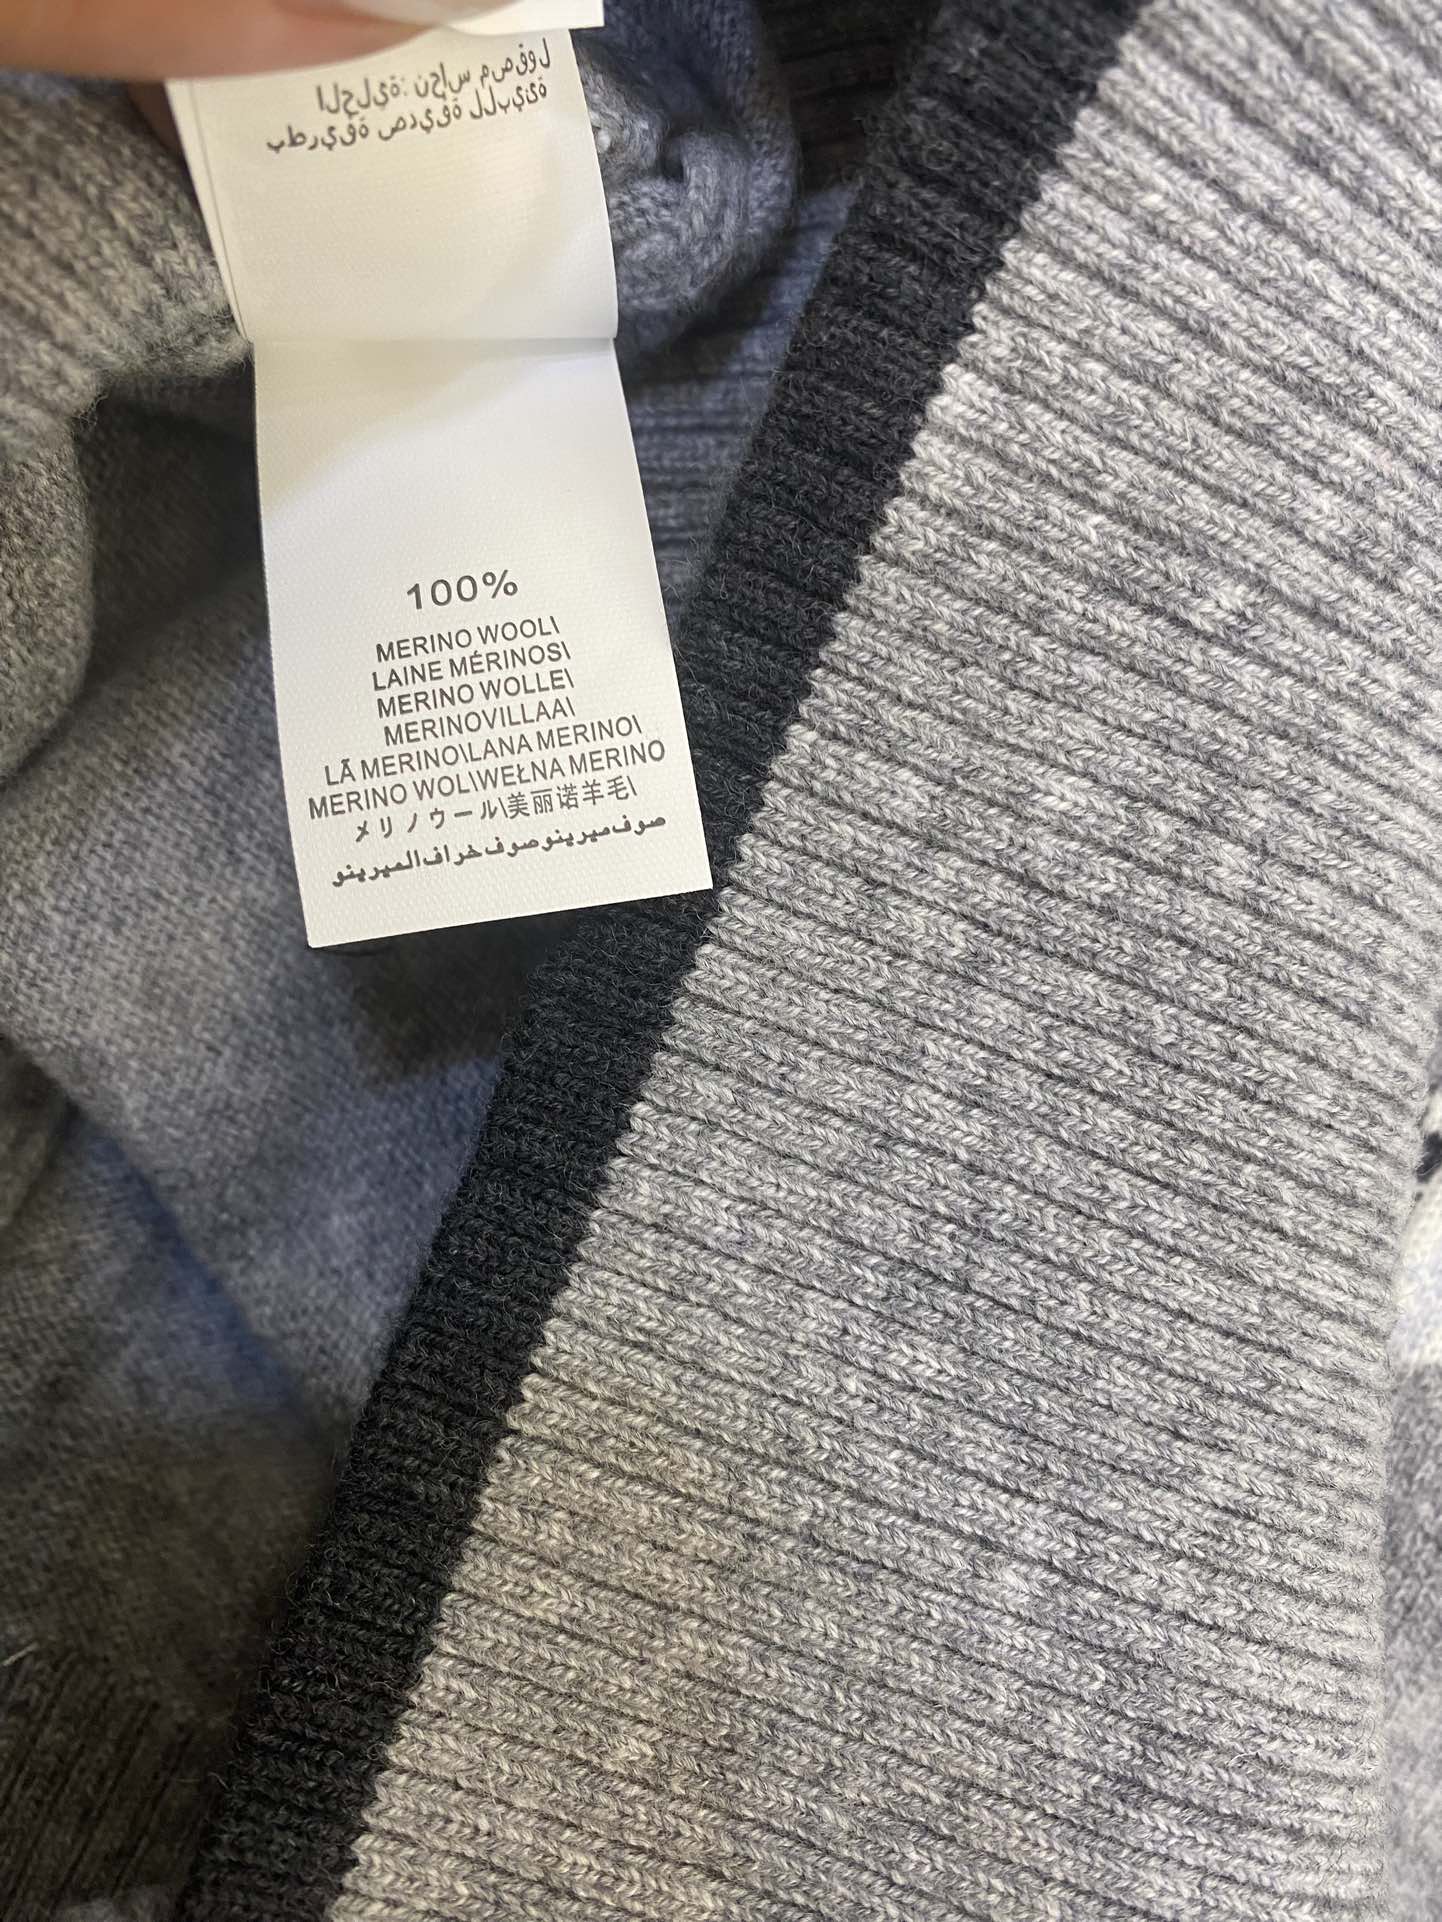 الحلية: نحاس مصقول
بطريقة صديقة للبيئة
100%
MERINO WOOL\
LAINE MÉRINOS\
MERINO WOLLE\
MERINOVILLAA\
LÃ MERINO\LANA MERINO\
MERINO WOL\WEŁNA MERINO
メリノウール\美丽诺羊毛\
صوف ميرينو صوف خراف الميرينو